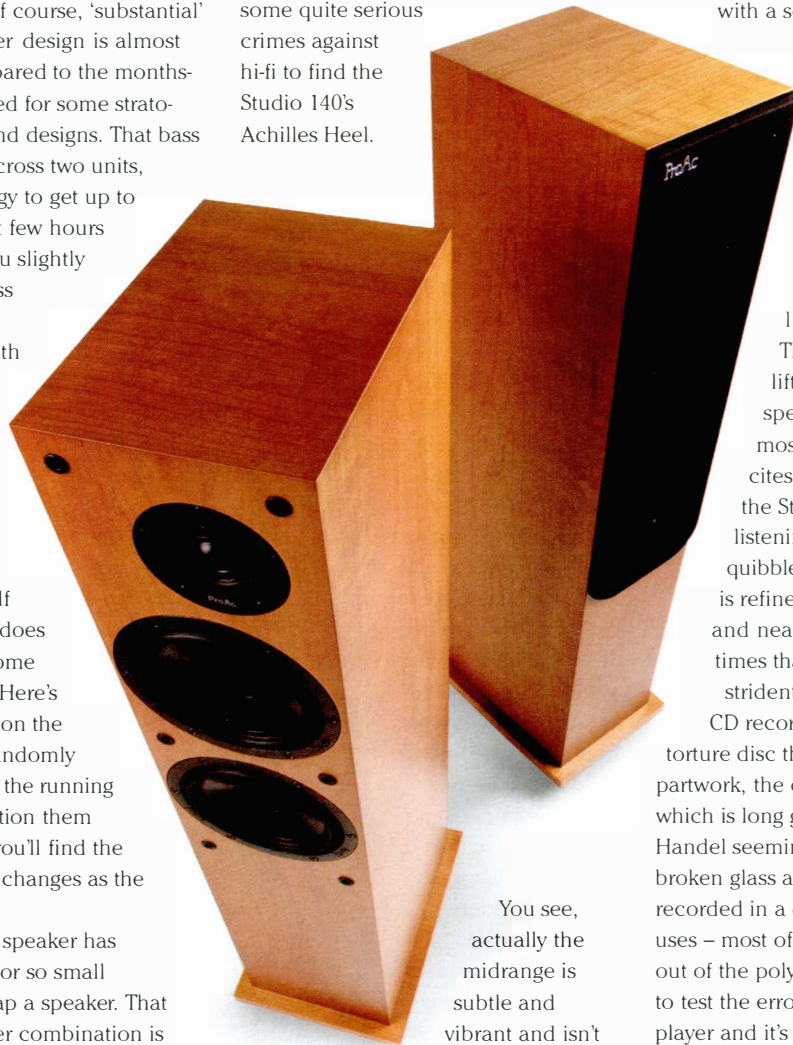 f course, ‘substantial’
er design is almost
pared to the months-
ed for some strato-
nd designs. That bass
cross two units,
gy to get up to
t few hours
u slightly
ss
th
lf
does
ome
Here's
on the
andomly
the running
tion them
you'll find the
changes as the
speaker has
or so small
ap a speaker. That
er combination is
some quite serious
crimes against
hi-fi to find the
Studio 140's
Achilles Heel.
ProAc
ProAc
You see,
actually the
midrange is
subtle and
vibrant and isn't
with a s
l
T
lift
spe
mos
cites
the St
listenin
quibble
is refine
and nea
times tha
strident
CD recor
torture disc th
partwork, the
which is long g
Handel seemin
broken glass a
recorded in a
uses – most of
out of the poly
to test the erro
player and it's